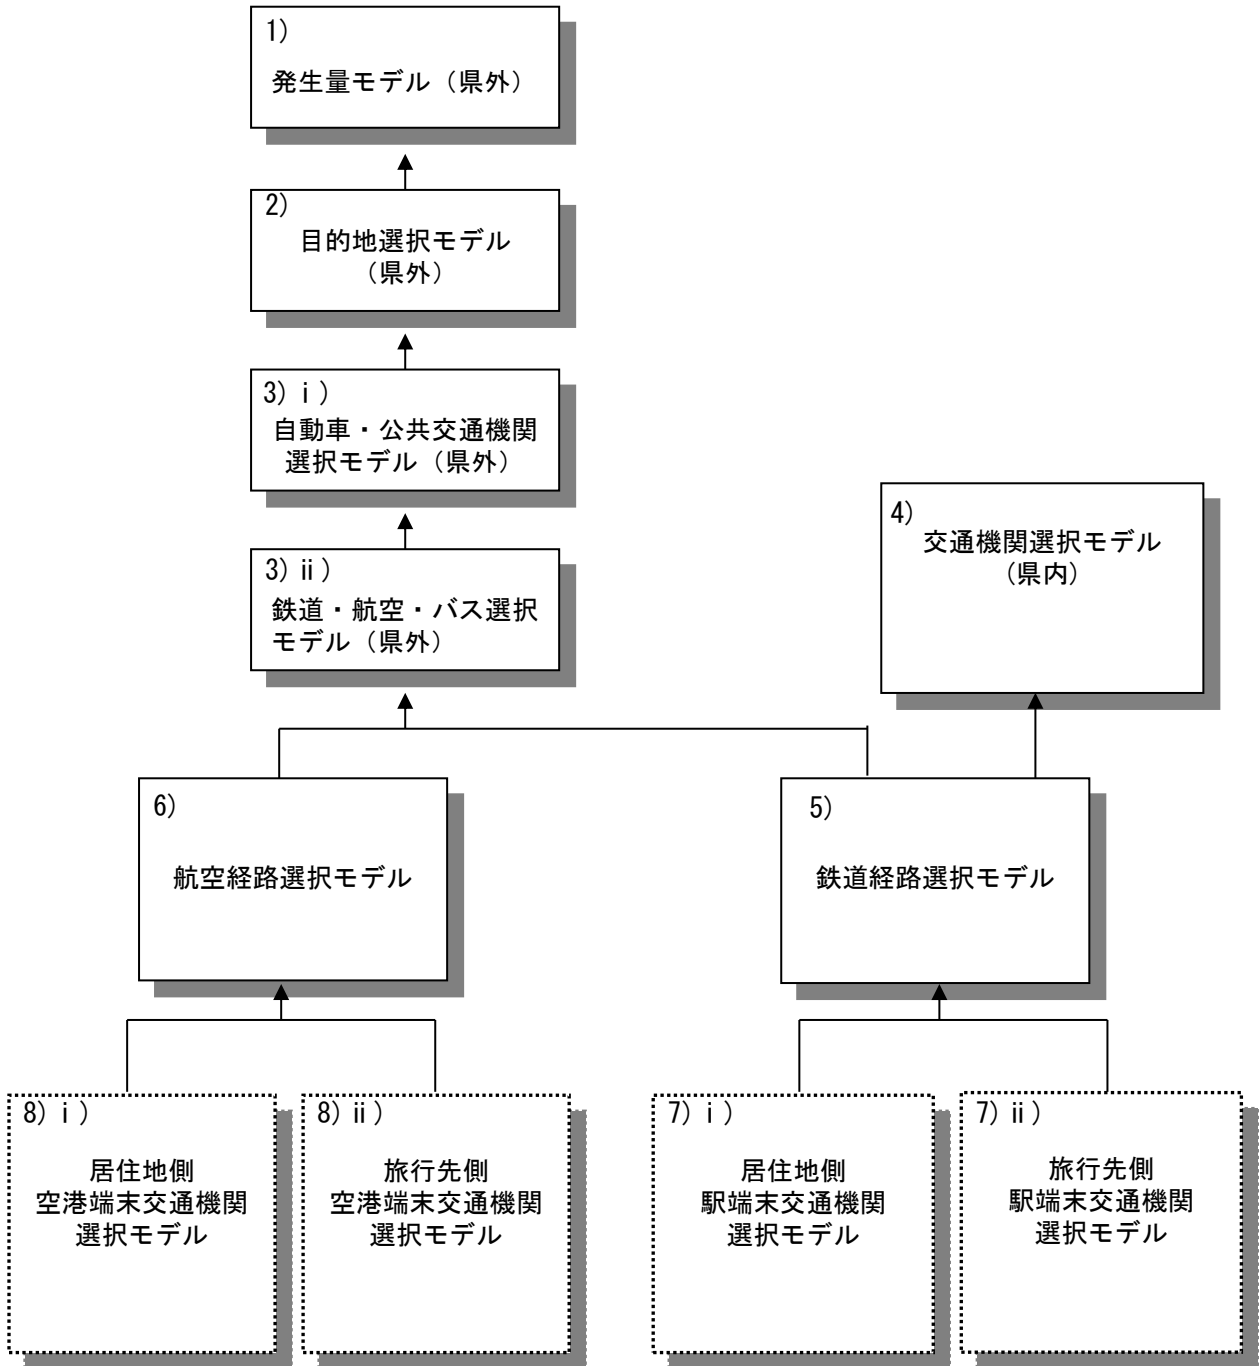 1)
発生量モデル（県外）
2)
目的地選択モデル
（県外）
3) ⅰ)
自動車・公共交通機関
選択モデル（県外）
3) ⅱ)
鉄道・航空・バス選択
モデル（県外）
4)
交通機関選択モデル
(県内)
6)
航空経路選択モデル
5)
鉄道経路選択モデル
8) ⅰ)
居住地側
空港端末交通機関
選択モデル
8) ⅱ)
旅行先側
空港端末交通機関
選択モデル
7) ⅰ)
居住地側
駅端末交通機関
選択モデル
7) ⅱ)
旅行先側
駅端末交通機関
選択モデル